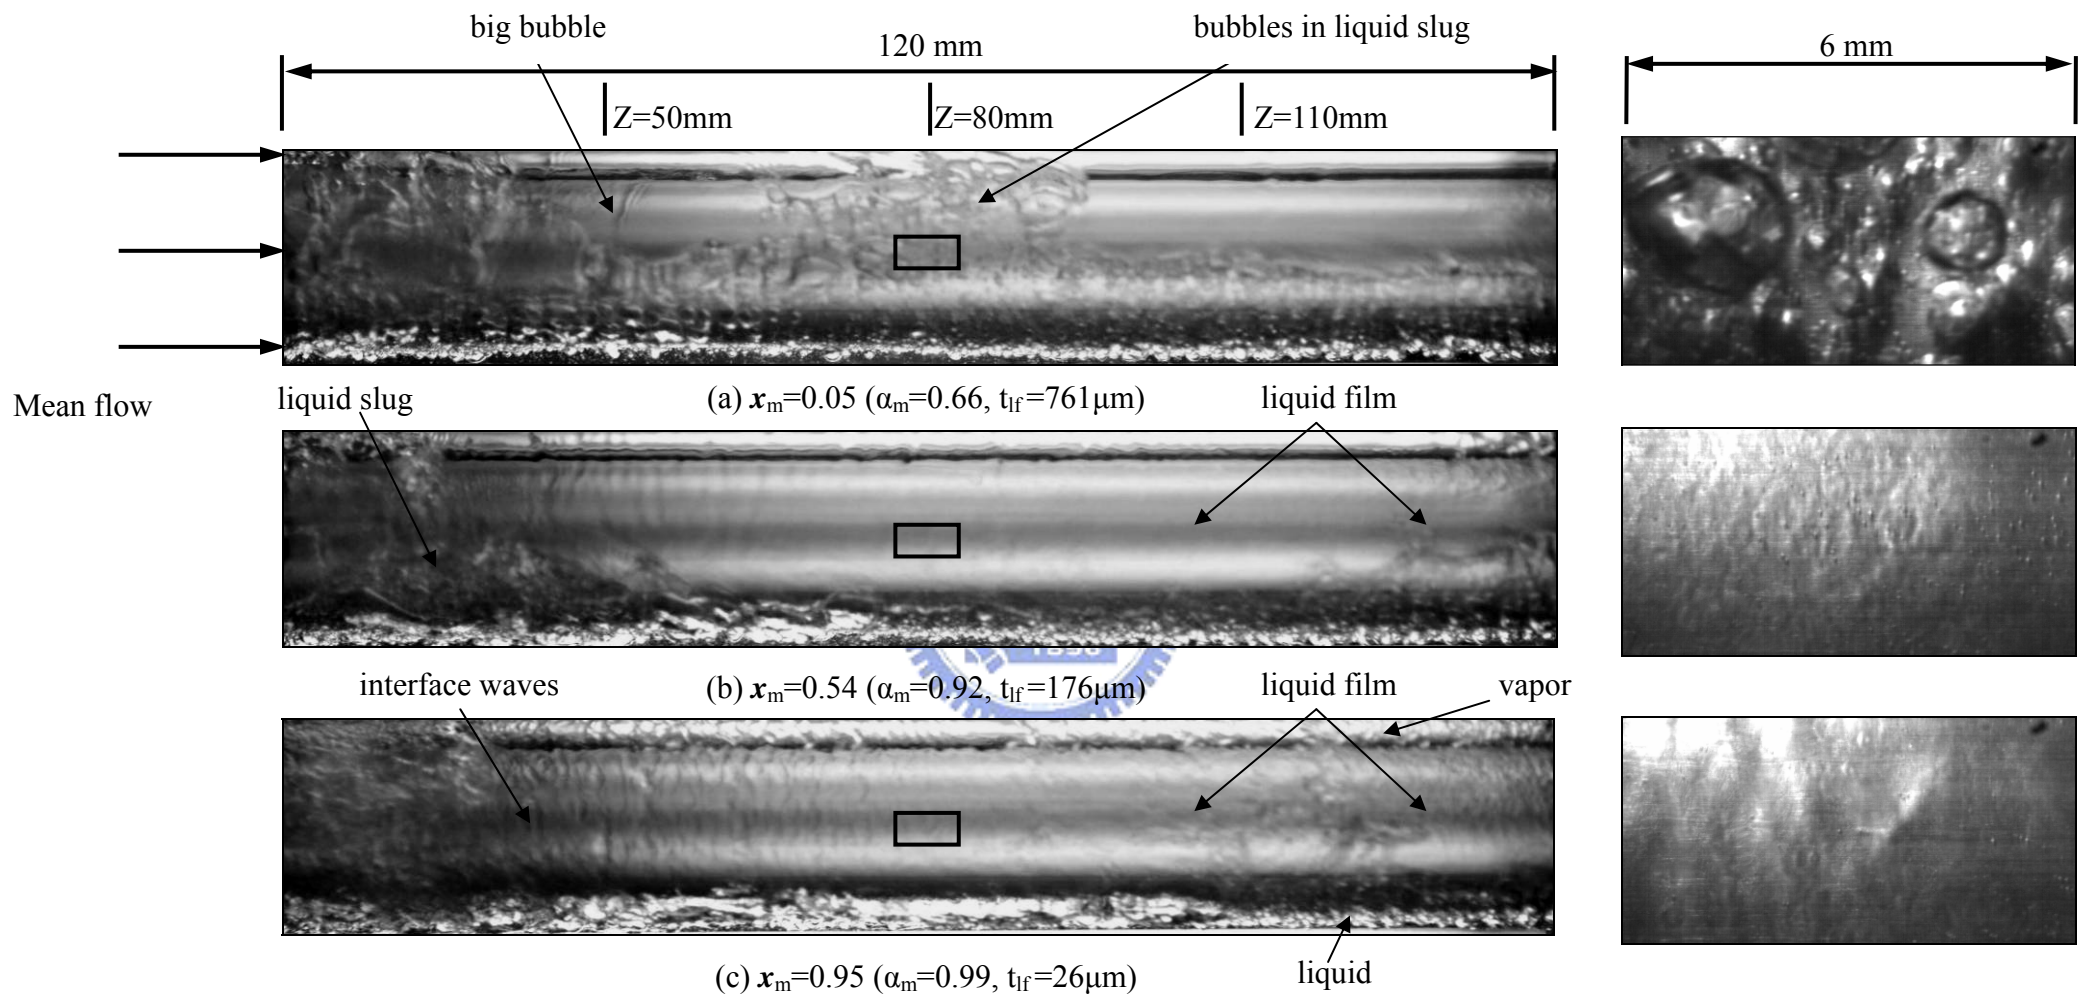 big bubble
bubbles in liquid slug
120 mm
6 mm
Z=50mm
Z=80mm
Z=110mm
Mean flow
liquid slug
(a) xm=0.05 (αm=0.66, tlf=761μm)
liquid film
interface waves
1896
(b) xm=0.54 (αm=0.92, tlf=176μm)
liquid film
vapor
(c) xm=0.95 (αm=0.99, tlf=26μm)
liquid